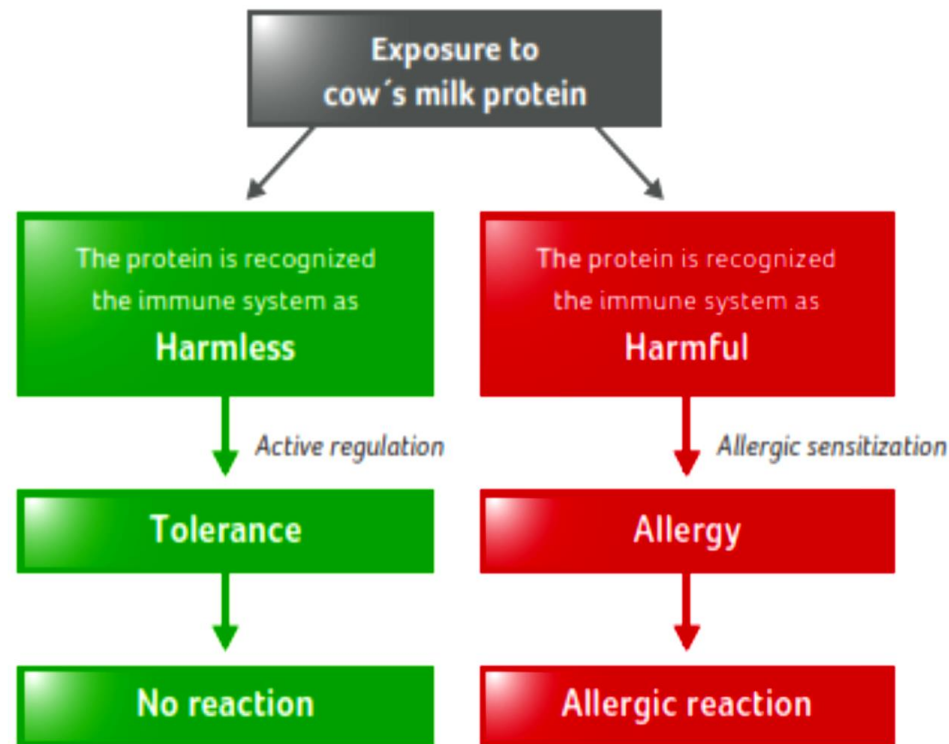 Exposure to
cow´s milk protein
The protein is recognized
the immune system as
Harmless
The protein is recognized
the immune system as
Harmful
Active regulation
Allergic sensitization
Tolerance
Allergy
No reaction
Allergic reaction